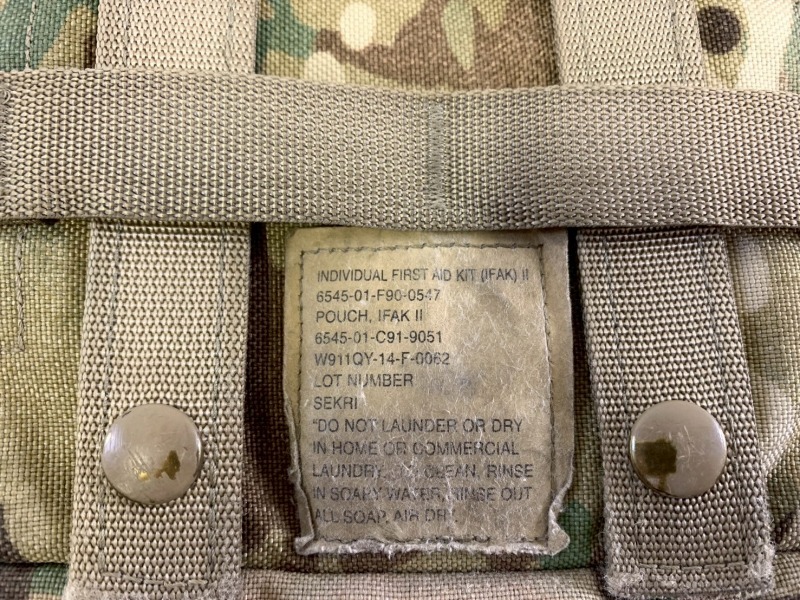 INDIVIDUAL FIRST AID KIT (IFAK) II
6545-01-F90-0547
POUCH, IFAK II
6545-01-C91-9051
W911QY-14-F-0062
LOT NUMBER
SEKRI
"DO NOT LAUNDER OR DRY
IN HOME OR COMMERCIAL
LAUNDRY. TO CLEAN, RINSE
IN SOAPY WATER, RINSE OUT
ALL SOAP, AIR DRY.